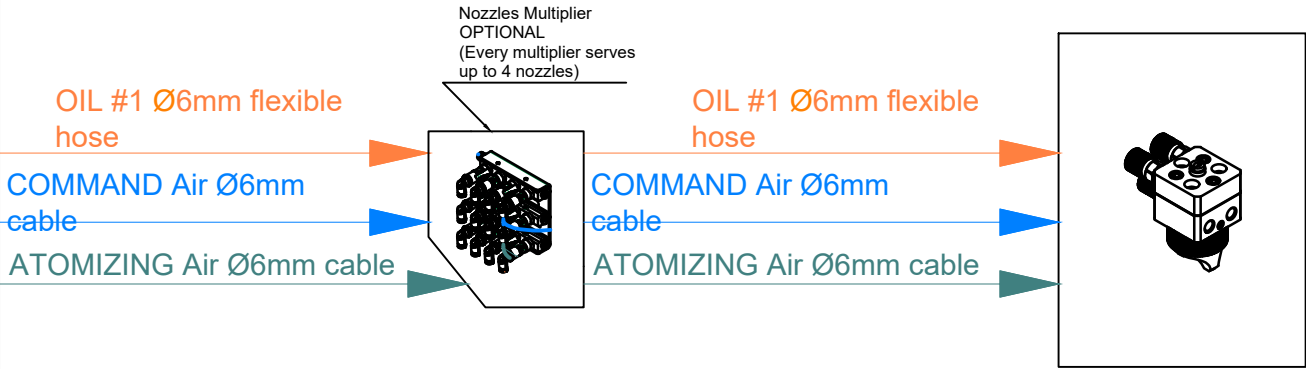 Nozzles Multiplier
OPTIONAL
(Every multiplier serves
up to 4 nozzles)
OIL #1 Ø6mm flexible
hose
COMMAND Air Ø6mm
cable
ATOMIZING Air Ø6mm cable
OIL #1 Ø6mm flexible
hose
COMMAND Air Ø6mm
cable
ATOMIZING Air Ø6mm cable